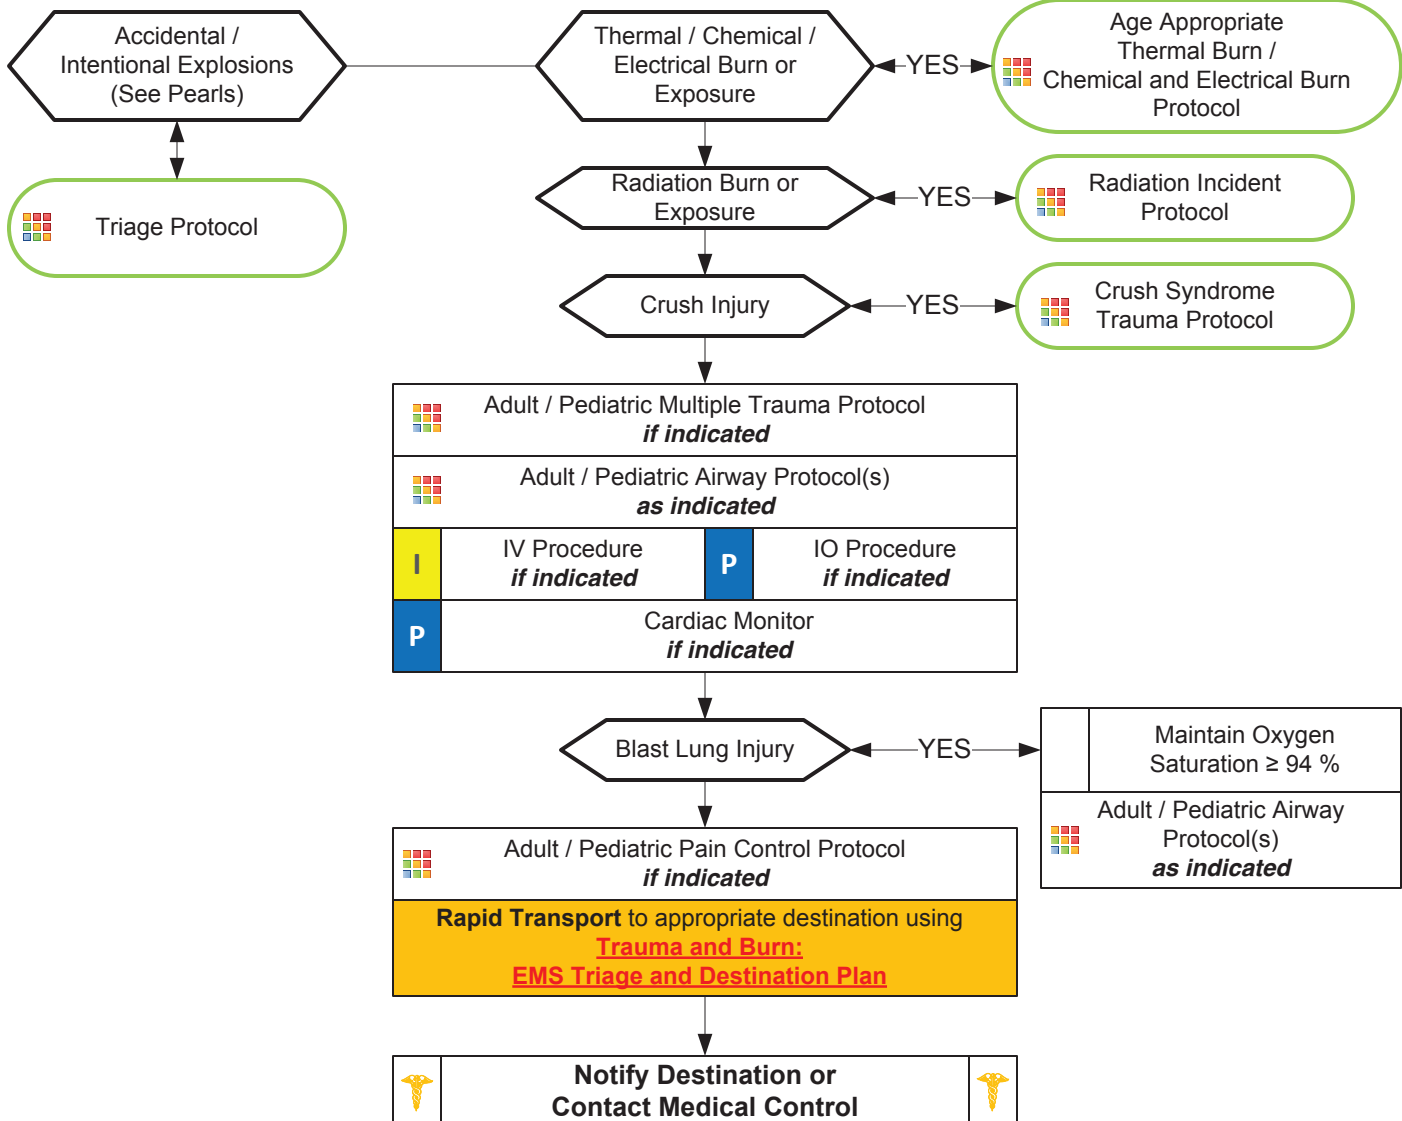 Accidental /
Intentional Explosions
(See Pearls)
Thermal / Chemical /
Electrical Burn or
Exposure
YES
Age Appropriate
Thermal Burn /
Chemical and Electrical Burn
Protocol
Triage Protocol
Radiation Burn or
Exposure
YES
Radiation Incident
Protocol
Crush Injury
YES
Crush Syndrome
Trauma Protocol
Adult / Pediatric Multiple Trauma Protocol
if indicated
Adult / Pediatric Airway Protocol(s)
as indicated
I
IV Procedure
if indicated
P
IO Procedure
if indicated
P
Cardiac Monitor
if indicated
Blast Lung Injury
YES
Maintain Oxygen
Saturation ≥ 94 %
Adult / Pediatric Airway
Protocol(s)
as indicated
Adult / Pediatric Pain Control Protocol
if indicated
Rapid Transport to appropriate destination using
Trauma and Burn:
EMS Triage and Destination Plan
Notify Destination or
Contact Medical Control